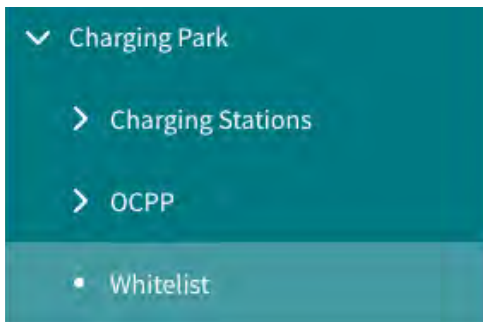 Charging Park
Charging Stations
OCPP
Whitelist